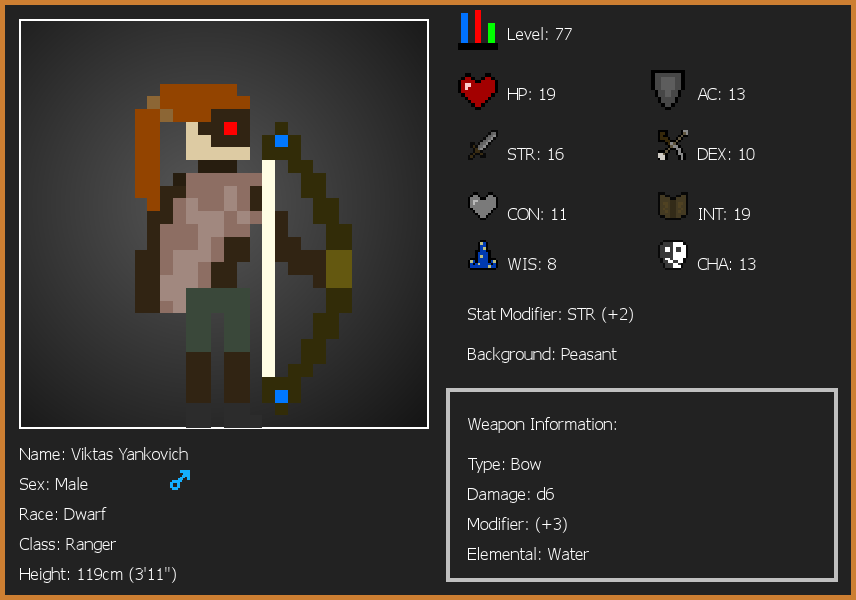 Level: 77
HP: 19
AC: 13
STR: 16
DEX: 10
CON: 11
INT: 19
WIS: 8
CHA: 13
Stat Modifier: STR (+2)
Background: Peasant
Weapon Information:
Type: Bow
Damage: d6
Modifier: (+3)
Elemental: Water
Name: Viktas Yankovich
Sex: Male
Race: Dwarf
Class: Ranger
Height: 119cm (3'11")